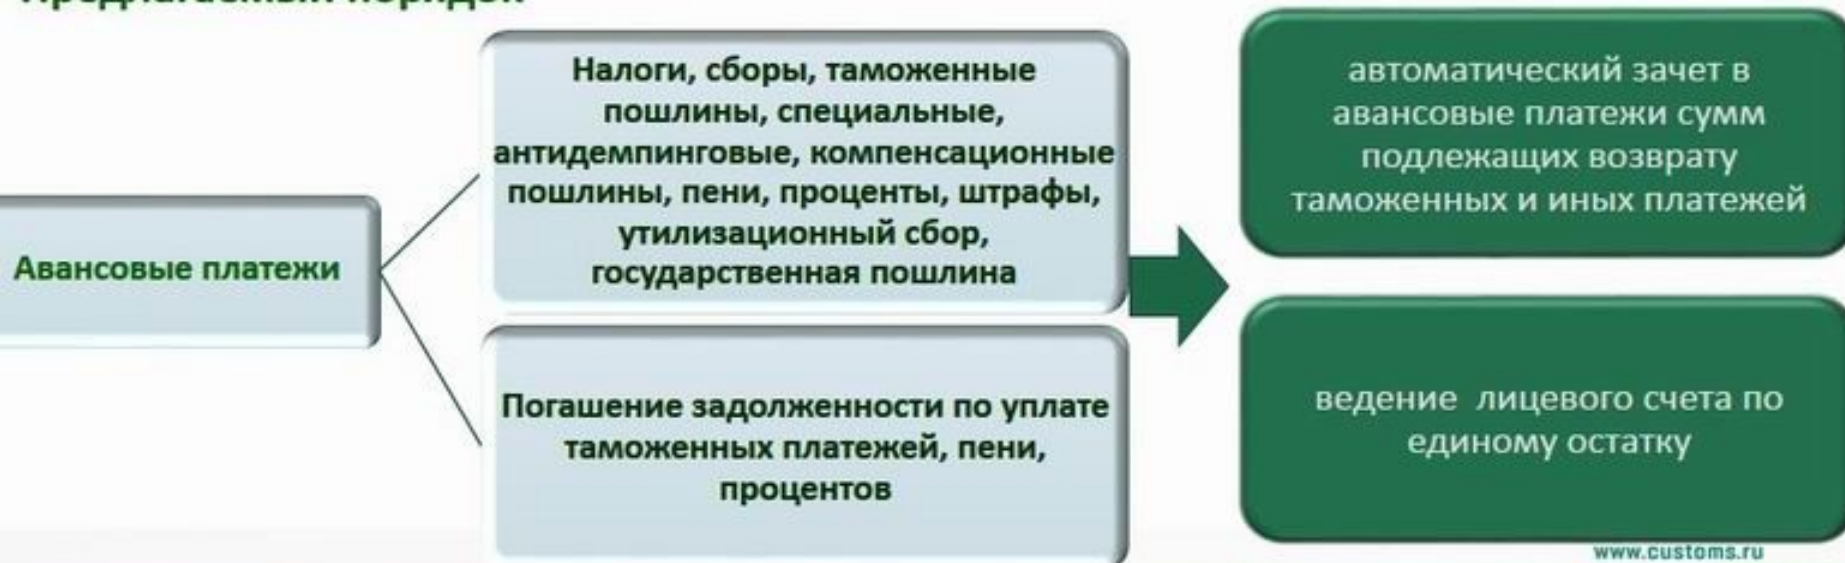 Предлагаемый порядок
Авансовые платежи
Налоги, сборы, таможенные
пошлины, специальные,
антидемпинговые, компенсационные
пошлины, пени, проценты, штрафы,
утилизационный сбор,
государственная пошлина
Погашение задолженности по уплате
таможенных платежей, пени,
процентов
автоматический зачет в
авансовые платежи сумм
подлежащих возврату
таможенных и иных платежей
ведение лицевого счета по
единому остатку
www.customs.ru